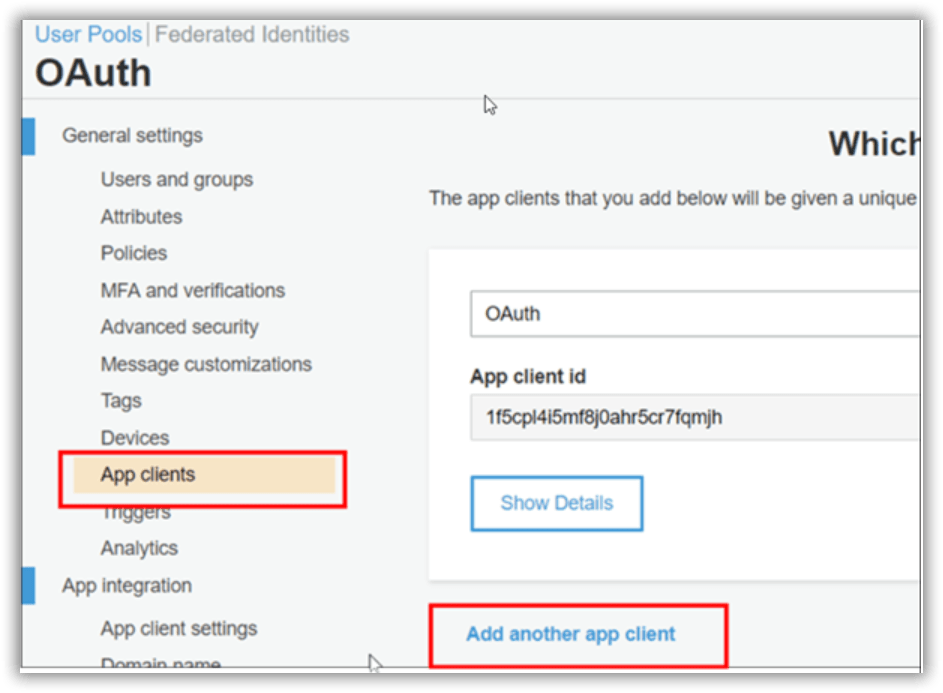 User Pools | Federated Identities
OAuth
General settings
Users and groups
Attributes
Policies
MFA and verifications
Advanced security
Message customizations
Tags
Devices
App clients
Triggers
Analytics
App integration
App client settings
Domain name
Which
The app clients that you add below will be given a unique
OAuth
App client id
1f5cpl4i5mf8j0ahr5cr7fqmjh
Show Details
Add another app client